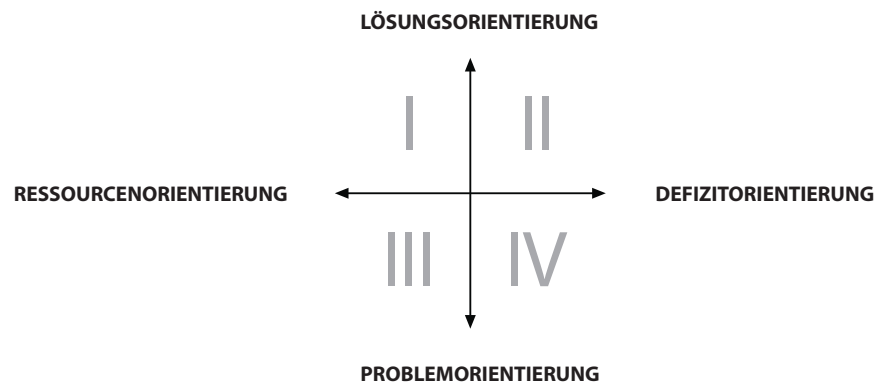 LÖSUNGSORIENTIERUNG
I II
RESSOURCENORIENTIERUNG DEFIZITORIENTIERUNG
III IV
PROBLEMORIENTIERUNG